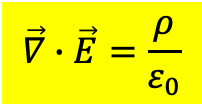 ∇⃗ · E⃗ = ρ/ε₀